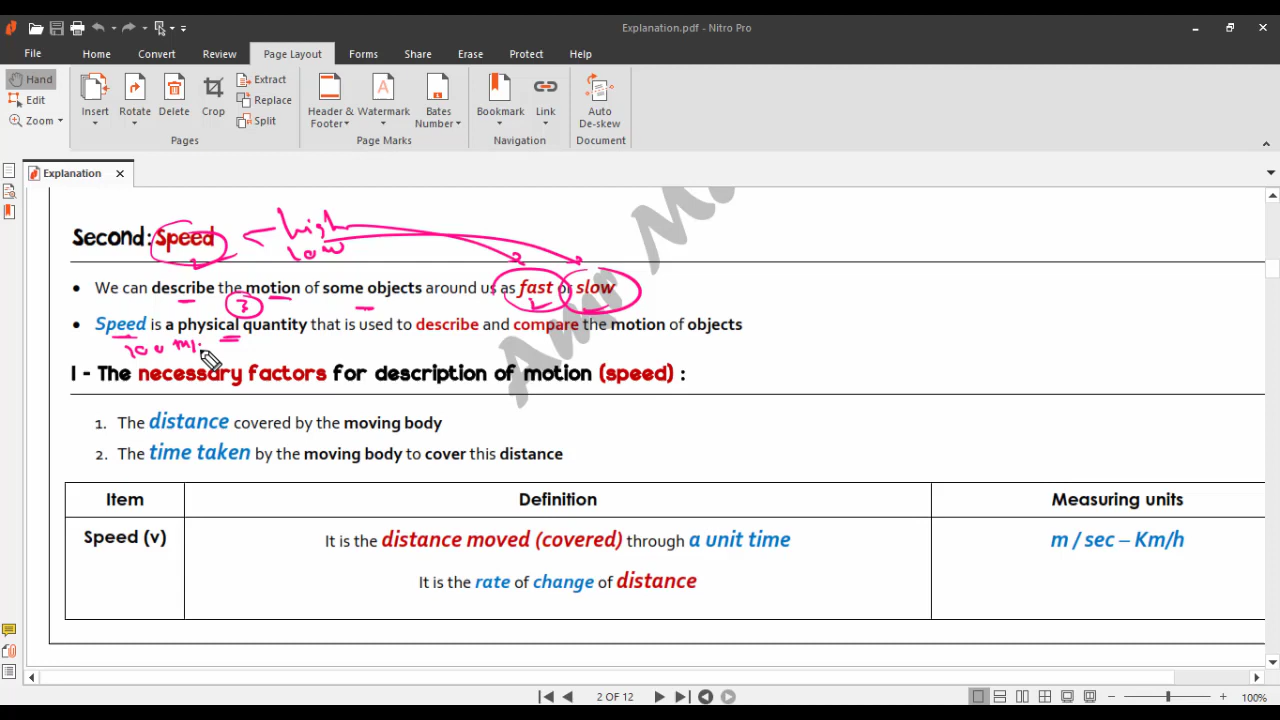 Explanation.pdf - Nitro Pro
File Home Convert Review Page Layout Forms Share Erase Protect Help
Hand
Edit
Zoom
Insert Rotate Delete Crop
Extract
Replace
Split
Pages
Header & Footer Watermark Bates Number
Page Marks
Bookmark Link
Navigation
Auto De-skew
Document
Explanation
high
Second: Speed
low
• We can describe the motion of some objects around us as fast or slow
• Speed is a physical quantity that is used to describe and compare the motion of objects
100 m/
1 - The necessary factors for description of motion (speed) :
1. The distance covered by the moving body
2. The time taken by the moving body to cover this distance
Item Definition Measuring units
Speed (v) It is the distance moved (covered) through a unit time m / sec – Km/h
It is the rate of change of distance
Amr
2 OF 12
100%